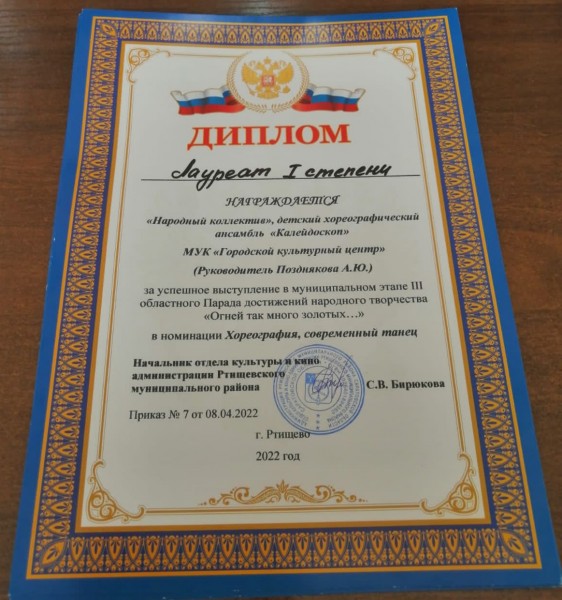 ДИПЛОМ
Лауреат I степени
НАГРАЖДАЕТСЯ
«Народный коллектив», детский хореографический
ансамбль «Калейдоскоп»
МУК «Городской культурный центр»
(Руководитель Позднякова А.Ю.)
за успешное выступление в муниципальном этапе III
областного Парада достижений народного творчества
«Огней так много золотых…»
в номинации Хореография, современный танец
Начальник отдела культуры и кино
администрации Ртищевского
муниципального района
С.В. Бирюкова
Приказ № 7 от 08.04.2022
г. Ртищево
2022 год